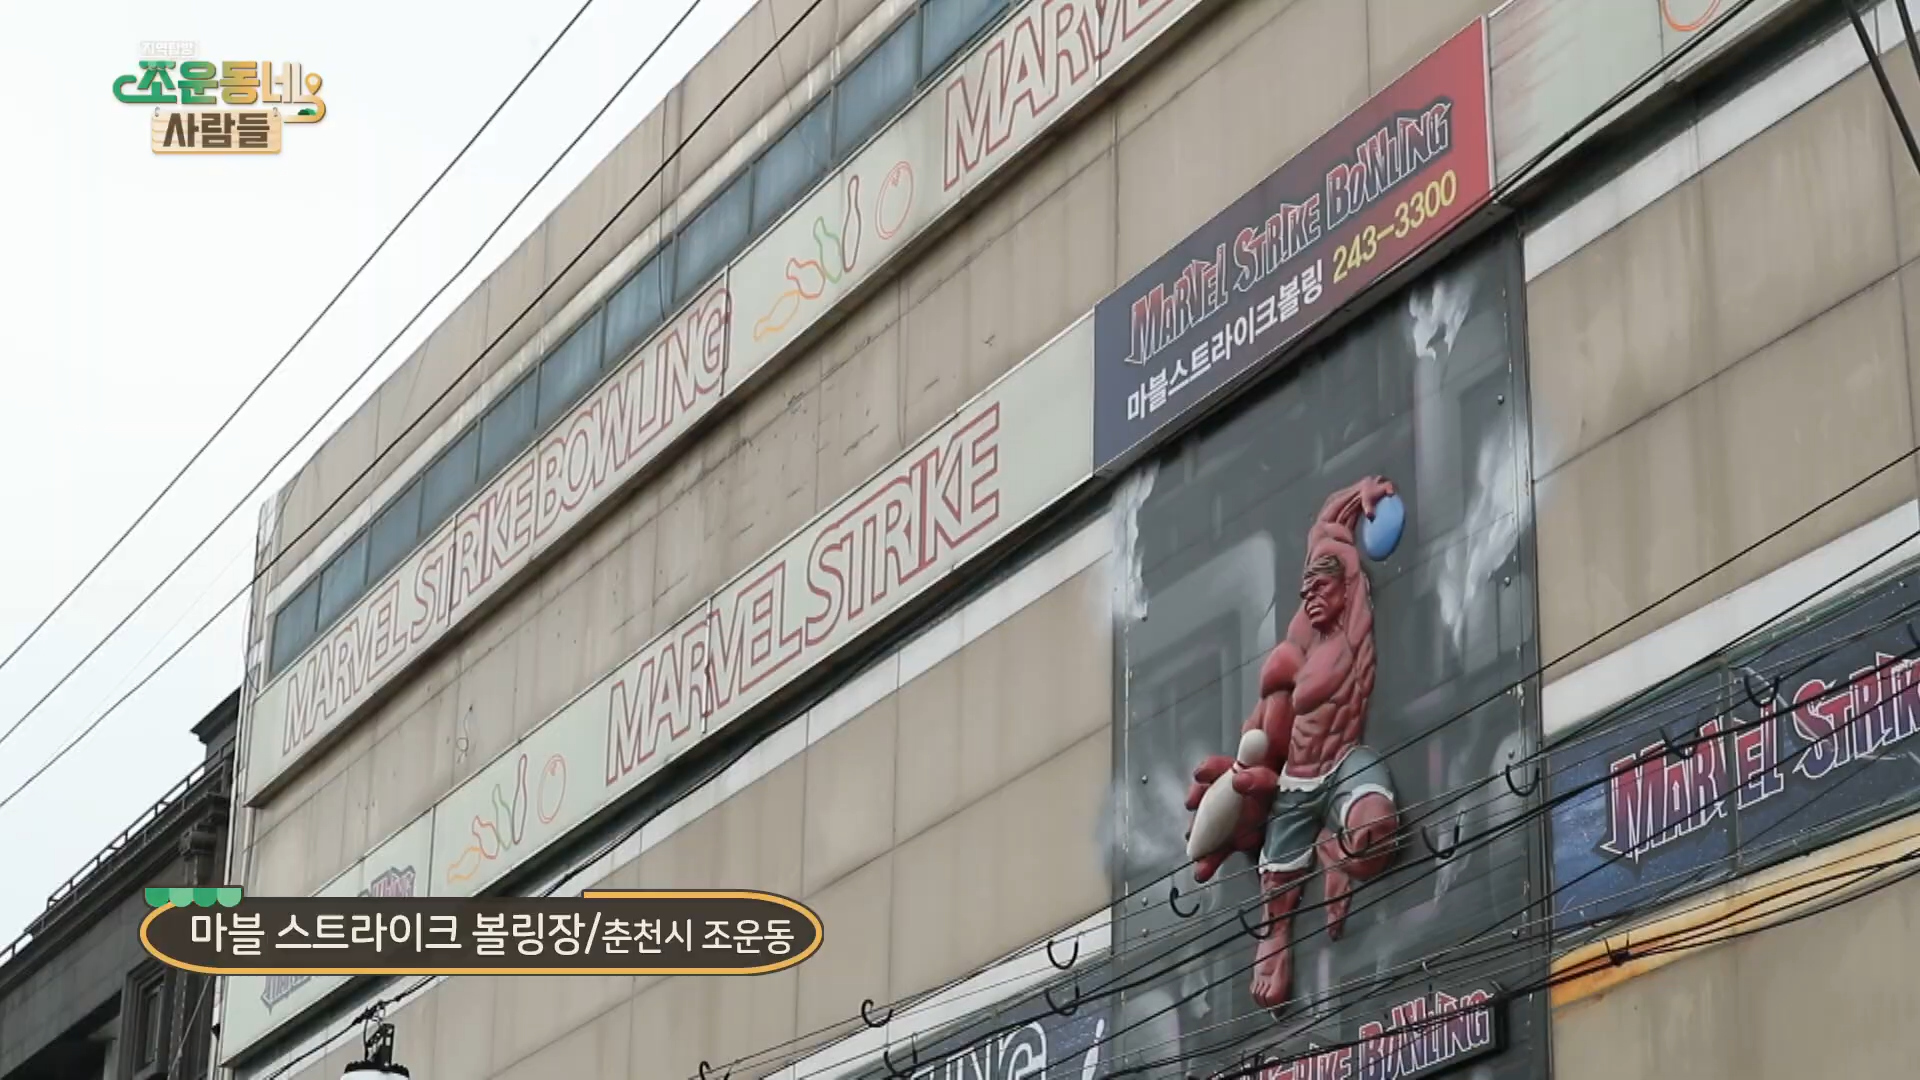 지역탐방
조운동네
사람들
MARVEL
MARVEL STRIKE BOWLING
마블스트라이크볼링 243-3300
MARVEL STRIKE BOWLING
MARVEL STRIKE
MARVEL STRIKE
BOWLING
마블 스트라이크 볼링장/춘천시 조운동